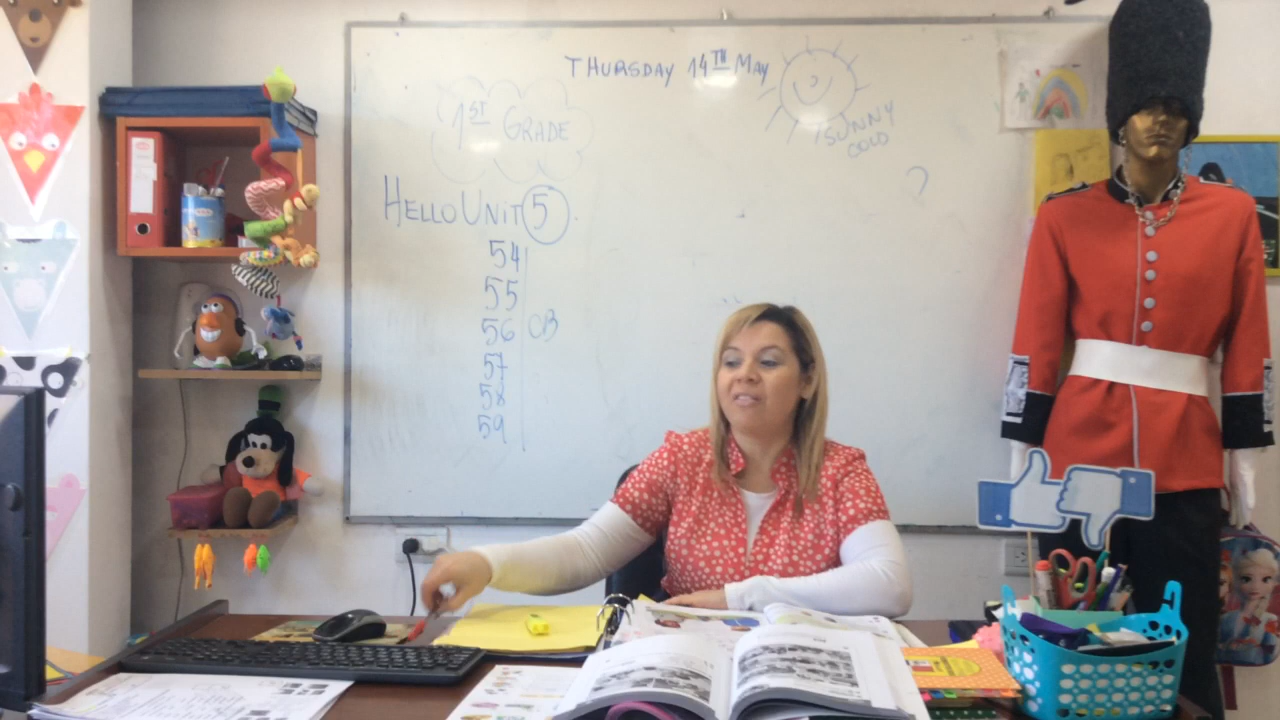 THURSDAY 14TH MAY
1ST GRADE
SUNNY
COLD
?
HELLO UNIT 5.
54
55
56 CB
57
58
59